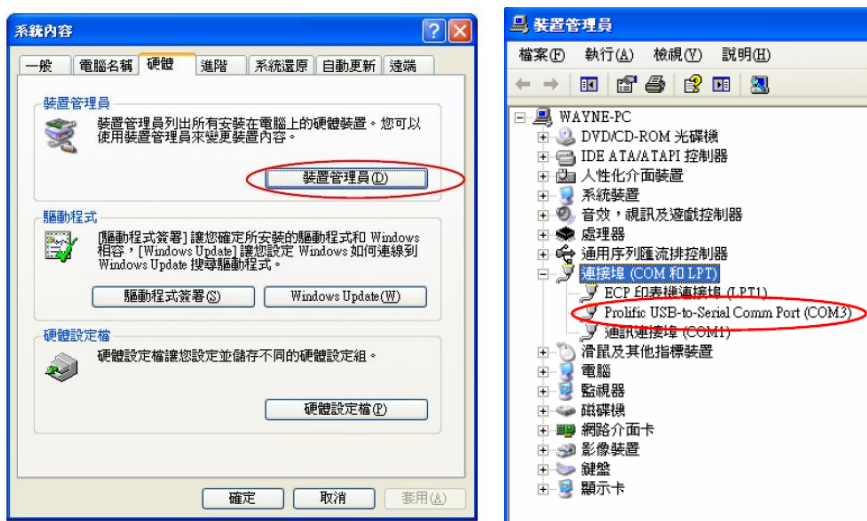 系統內容
一般 電腦名稱 硬體 進階 系統還原 自動更新 遠端
裝置管理員
裝置管理員列出所有安裝在電腦上的硬體裝置。您可以
使用裝置管理員來變更裝置內容。
裝置管理員(D)
驅動程式
[驅動程式簽署] 讓您確定所安裝的驅動程式和 Windows
相容，[Windows Update] 讓您設定 Windows 如何連線到
Windows Update 搜尋驅動程式。
驅動程式簽署(S) Windows Update(W)
硬體設定檔
硬體設定檔讓您設定並儲存不同的硬體設定組。
硬體設定檔(P)
確定 取消 套用(A)
裝置管理員
檔案(F) 執行(A) 檢視(V) 說明(H)
WAYNE-PC
DVD/CD-ROM 光碟機
IDE ATA/ATAPI 控制器
人性化介面裝置
系統裝置
音效，視訊及遊戲控制器
處理器
通用序列匯流排控制器
連接埠 (COM 和 LPT)
ECP 印表機連接埠 (LPT1)
Prolific USB-to-Serial Comm Port (COM3)
通訊連接埠 (COM1)
滑鼠及其他指標裝置
電腦
監視器
磁碟機
網路介面卡
影像裝置
鍵盤
顯示卡